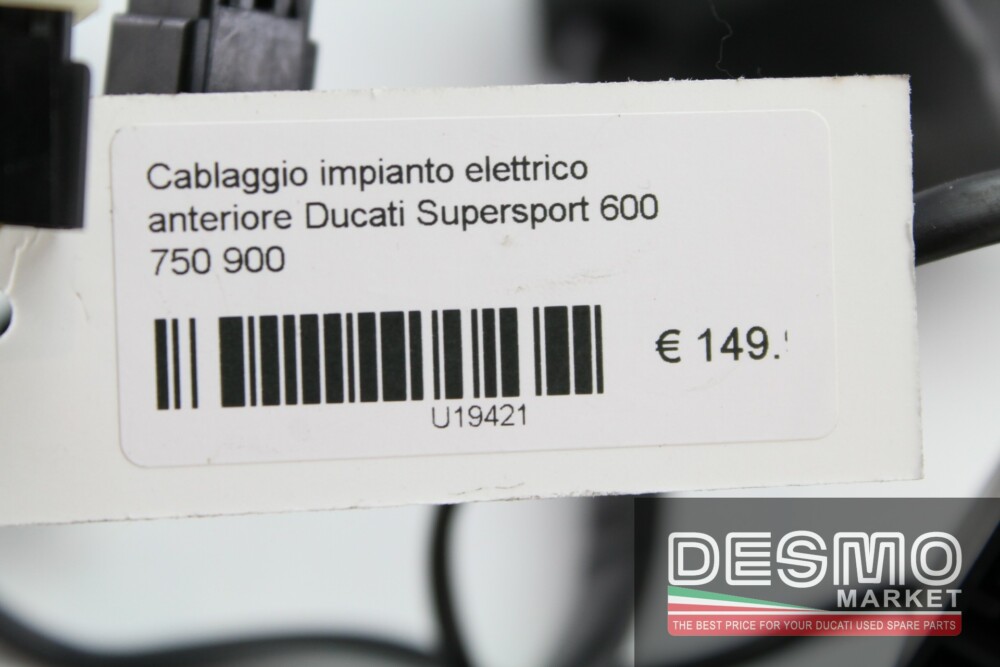 Cablaggio impianto elettrico
anteriore Ducati Supersport 600
750 900
€ 149.
U19421
DESMO
MARKET
THE BEST PRICE FOR YOUR DUCATI USED SPARE PARTS